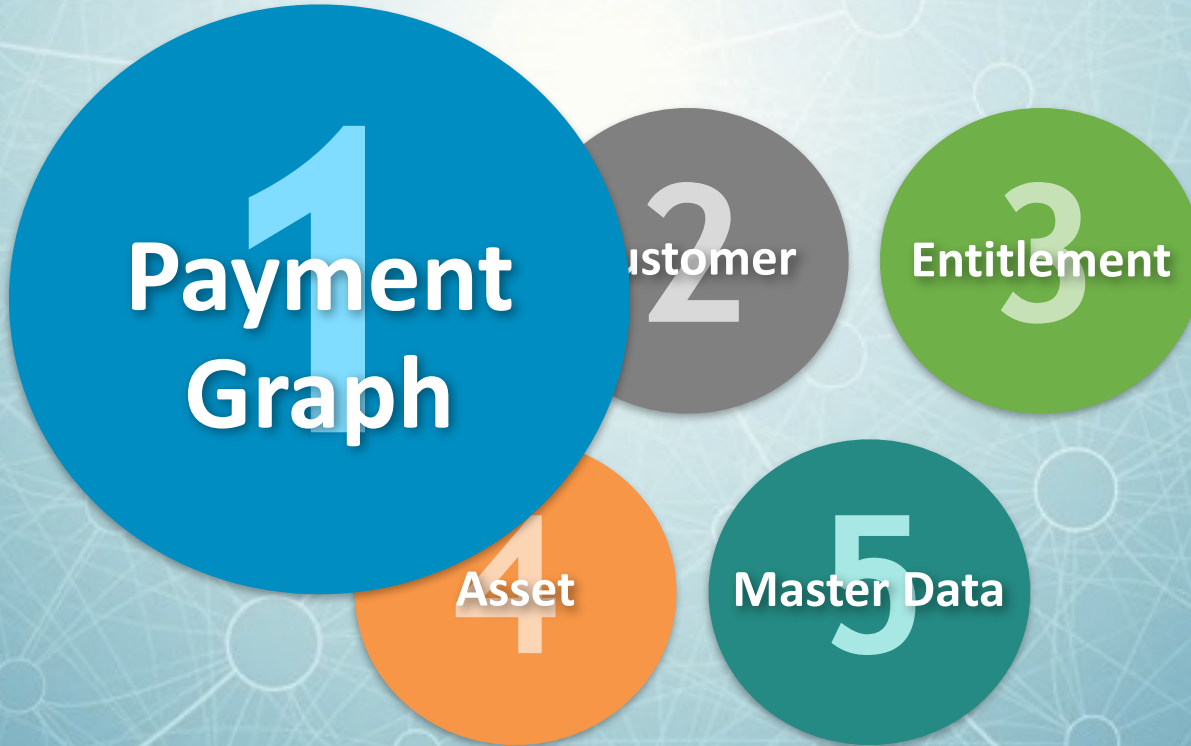 1
Payment
Graph
2
ustomer
3
Entitlement
4
Asset
5
Master Data